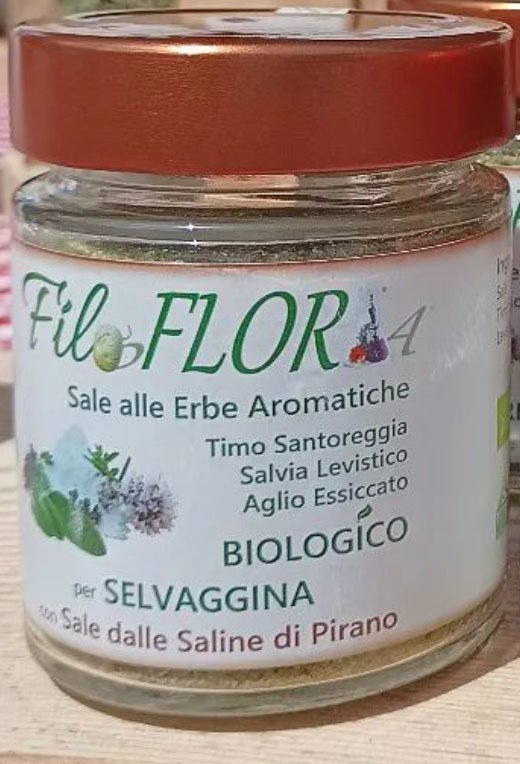 FiloFLORA
Sale alle Erbe Aromatiche
Timo Santoreggia
Salvia Levistico
Aglio Essiccato
BIOLOGICO
per SELVAGGINA
con Sale dalle Saline di Pirano